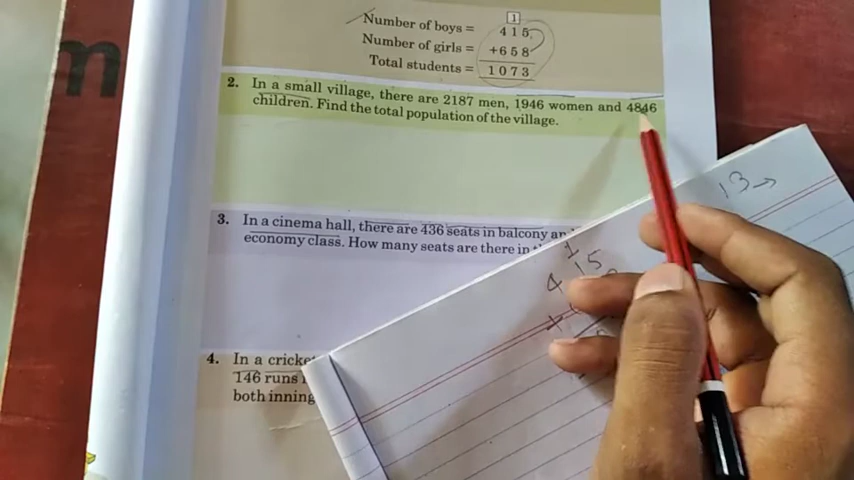 m
1
Number of boys = 415
Number of girls = +658
Total students = 1073
2. In a small village, there are 2187 men, 1946 women and 4846
children. Find the total population of the village.
13→
3. In a cinema hall, there are 436 seats in balcony
economy class. How many seats are there in
1
4 15
4. In a cricke
146 runs
both inning